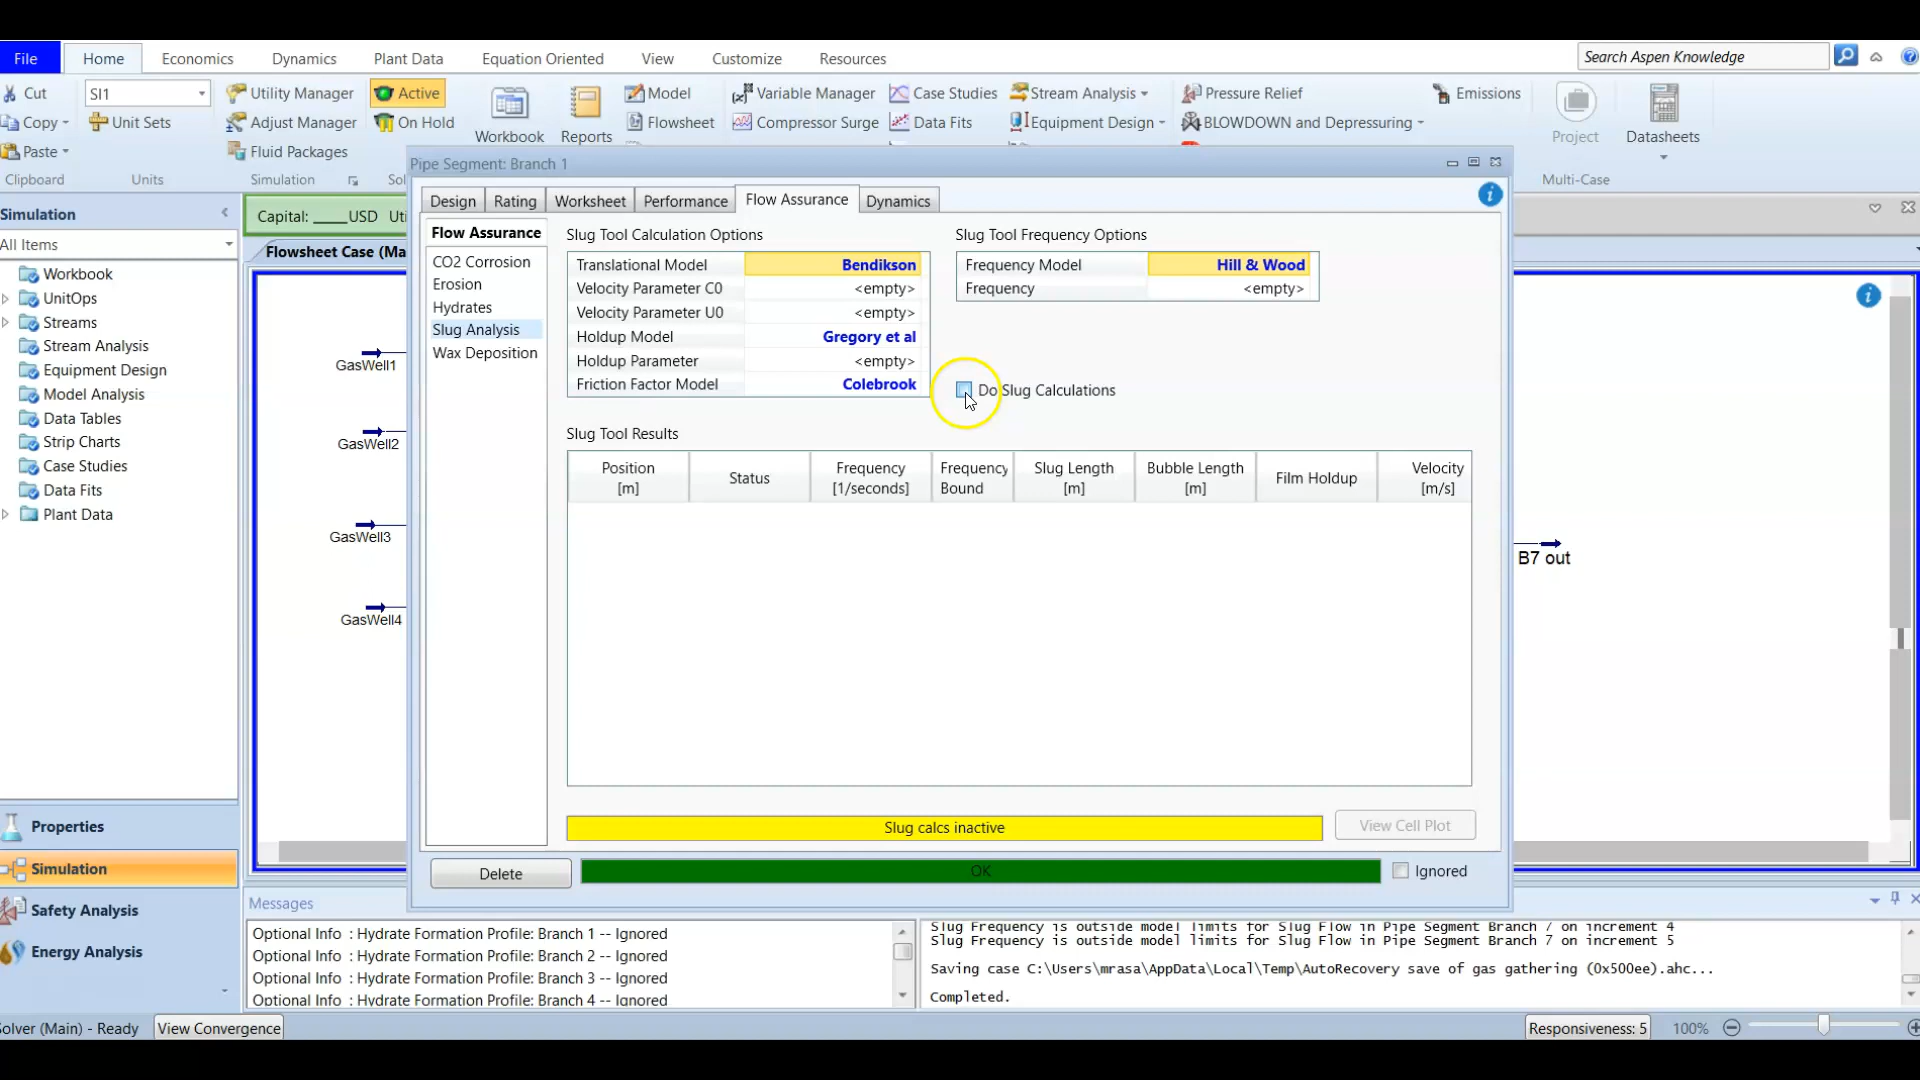 File Home Economics Dynamics Plant Data Equation Oriented View Customize Resources Search Aspen Knowledge
Cut SI1 Utility Manager Active Model Variable Manager Case Studies Stream Analysis Pressure Relief Emissions
Copy Unit Sets Adjust Manager On Hold Workbook Reports Flowsheet Compressor Surge Data Fits Equipment Design BLOWDOWN and Depressuring Project Datasheets
Paste Fluid Packages
Clipboard Units Simulation Sol Multi-Case
Pipe Segment: Branch 1
Design Rating Worksheet Performance Flow Assurance Dynamics
Simulation Capital: _____USD Uti
All Items Flowsheet Case (Ma
Workbook
UnitOps
Streams
Stream Analysis
Equipment Design
Model Analysis
Data Tables
Strip Charts
Case Studies
Data Fits
Plant Data
Properties
Simulation
Safety Analysis
Energy Analysis
GasWell1
GasWell2
GasWell3
GasWell4
Flow Assurance
CO2 Corrosion
Erosion
Hydrates
Slug Analysis
Wax Deposition
Slug Tool Calculation Options
Translational Model Bendikson
Velocity Parameter C0 <empty>
Velocity Parameter U0 <empty>
Holdup Model Gregory et al
Holdup Parameter <empty>
Friction Factor Model Colebrook
Slug Tool Frequency Options
Frequency Model Hill & Wood
Frequency <empty>
Do Slug Calculations
Slug Tool Results
Position [m] Status Frequency [1/seconds] Frequency Bound Slug Length [m] Bubble Length [m] Film Holdup Velocity [m/s]
Slug calcs inactive View Cell Plot
Delete OK Ignored
B7 out
Messages
Optional Info : Hydrate Formation Profile: Branch 1 -- Ignored
Optional Info : Hydrate Formation Profile: Branch 2 -- Ignored
Optional Info : Hydrate Formation Profile: Branch 3 -- Ignored
Optional Info : Hydrate Formation Profile: Branch 4 -- Ignored
Slug Frequency is outside model limits for Slug Flow in Pipe Segment Branch 7 on increment 4
Slug Frequency is outside model limits for Slug Flow in Pipe Segment Branch 7 on increment 5
Saving case C:\Users\mrasa\AppData\Local\Temp\AutoRecovery save of gas gathering (0x500ee).ahc...
Completed.
Solver (Main) - Ready View Convergence Responsiveness: 5 100%